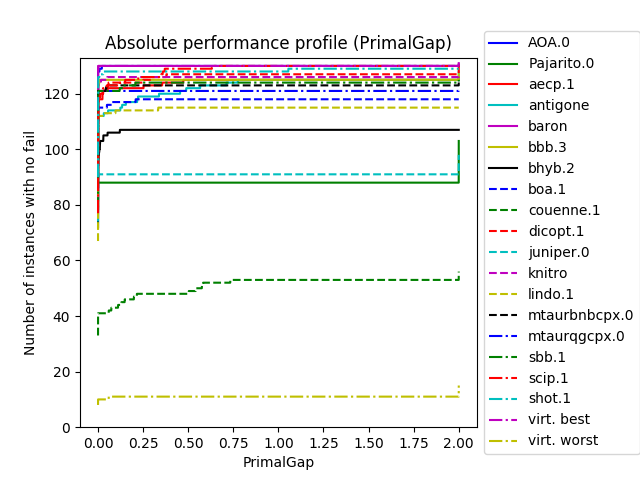 Absolute performance profile (PrimalGap)
Number of instances with no fail
120
100
80
60
40
20
0
0.00 0.25 0.50 0.75 1.00 1.25 1.50 1.75 2.00
PrimalGap
AOA.0
Pajarito.0
aecp.1
antigone
baron
bbb.3
bhyb.2
boa.1
couenne.1
dicopt.1
juniper.0
knitro
lindo.1
mtaurbnbcpx.0
mtaurqgcpx.0
sbb.1
scip.1
shot.1
virt. best
virt. worst